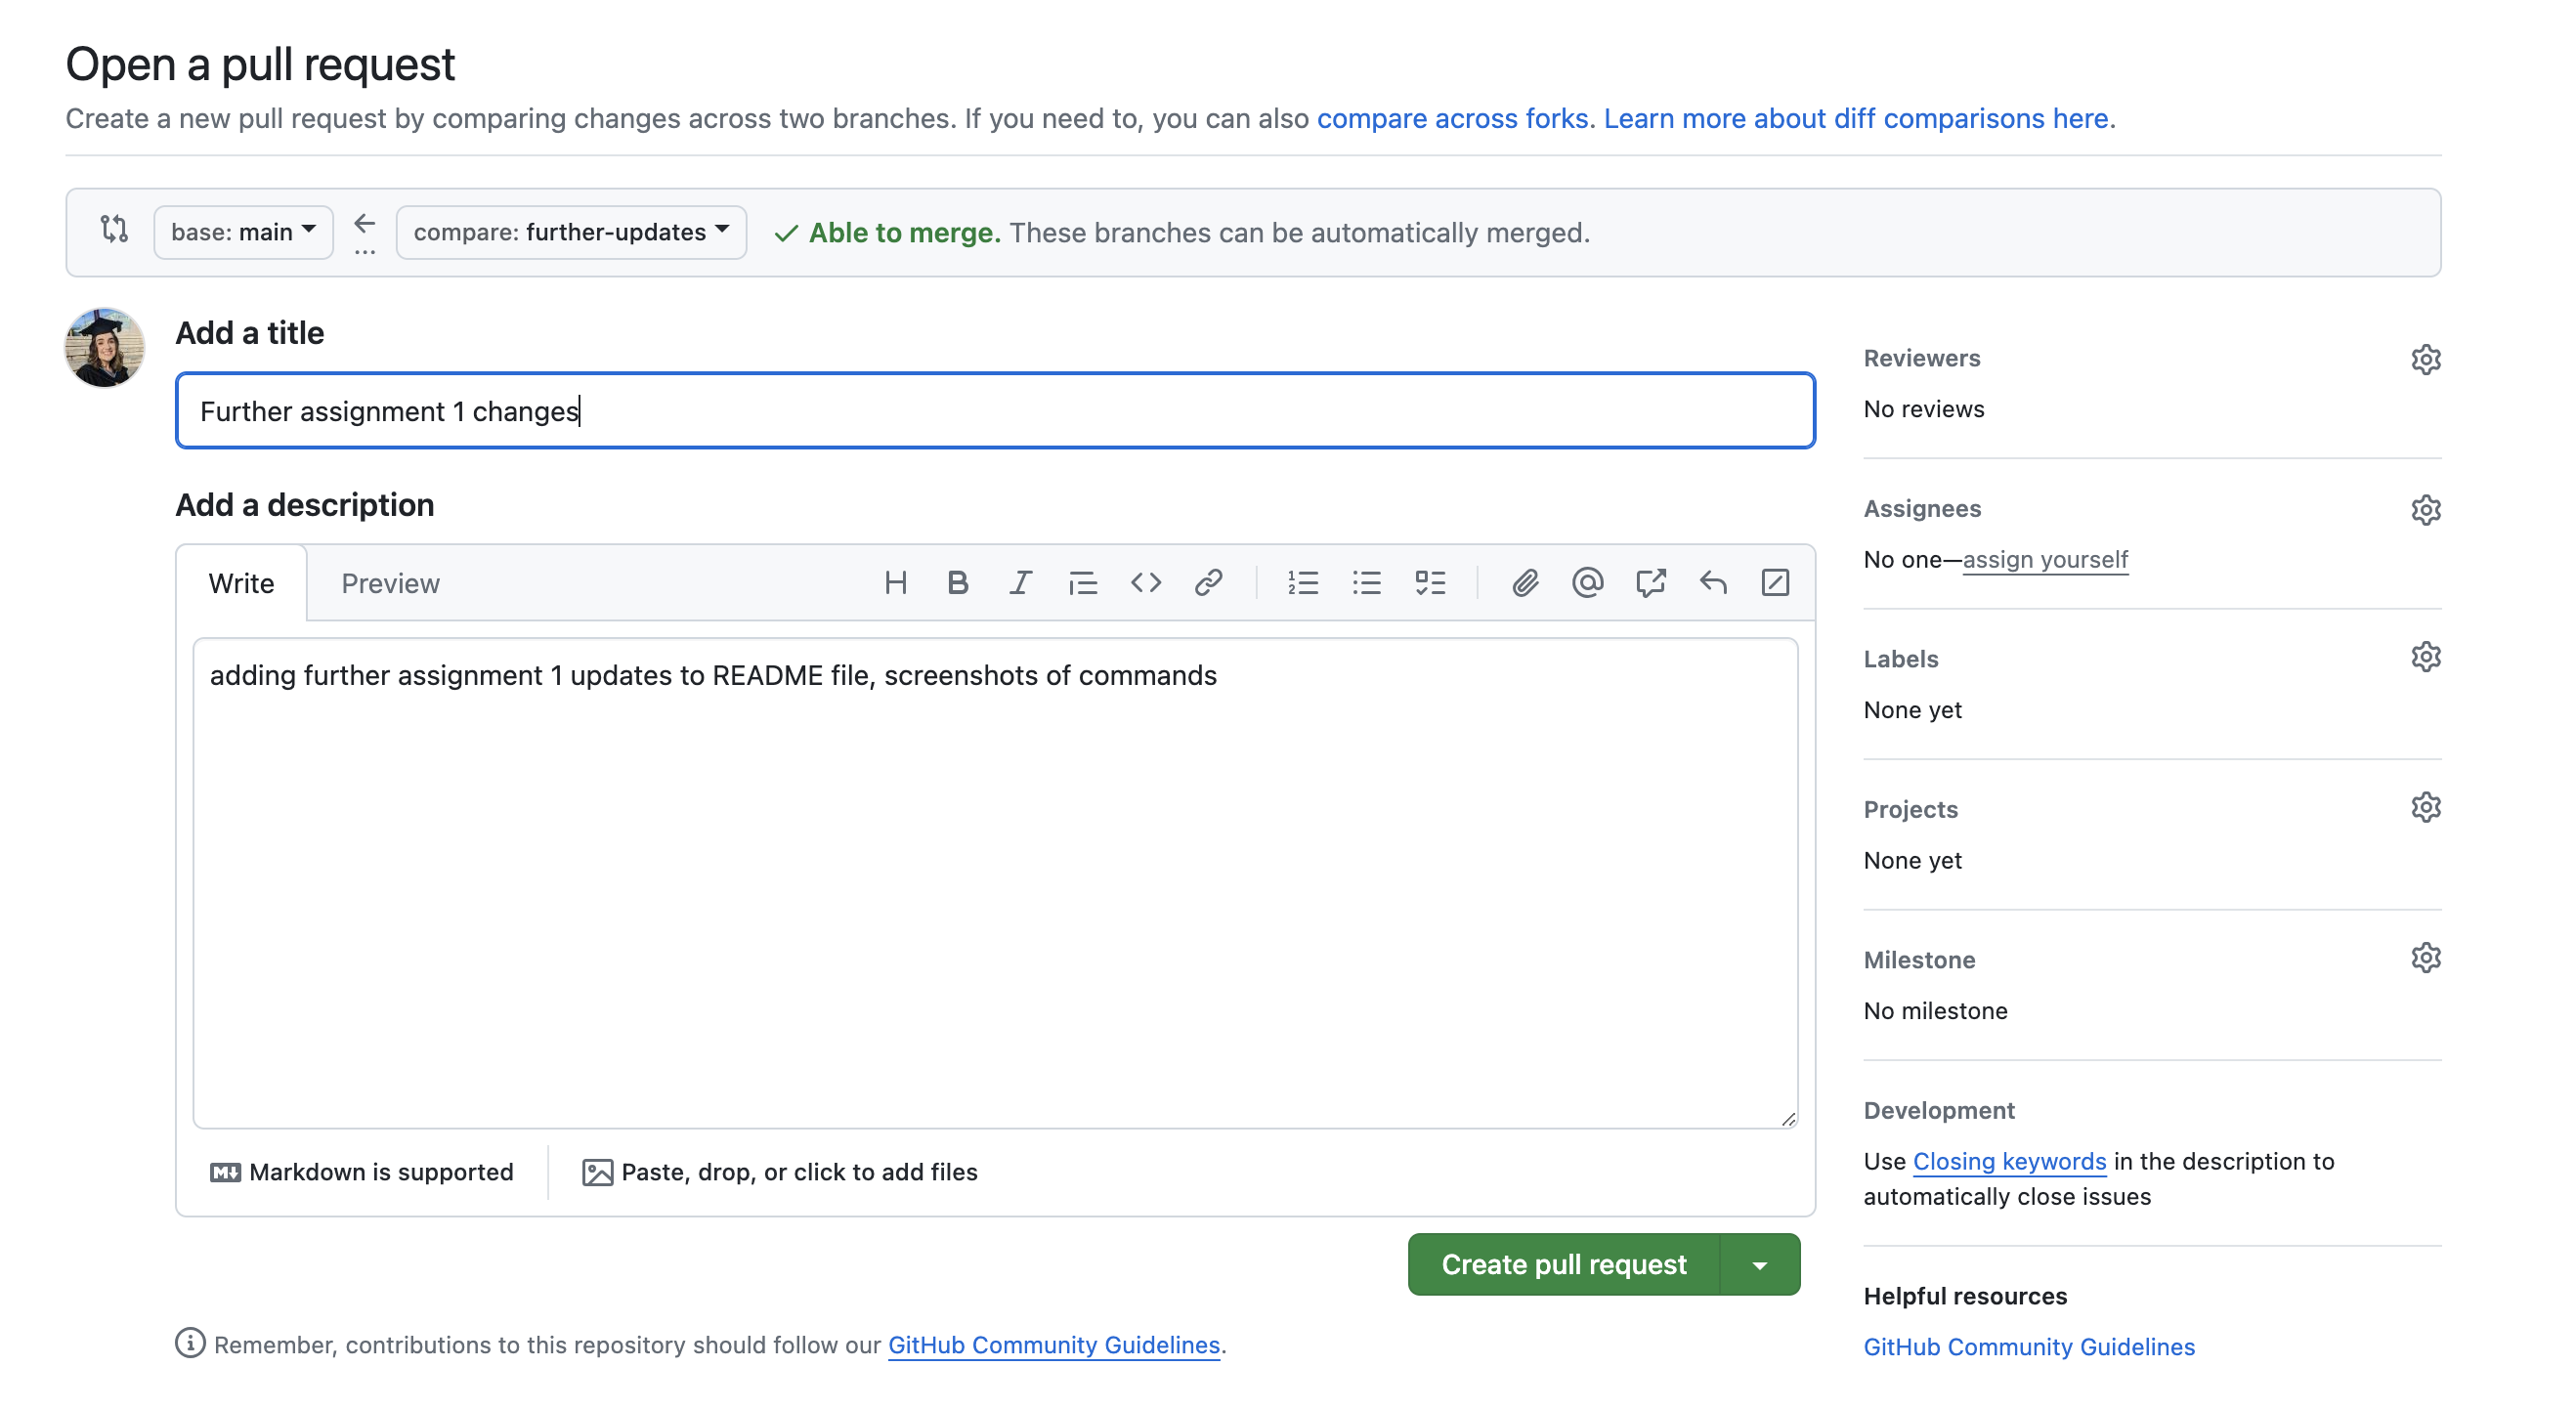 Open a pull request
Create a new pull request by comparing changes across two branches. If you need to, you can also compare across forks. Learn more about diff comparisons here.
base: main
compare: further-updates
Able to merge. These branches can be automatically merged.
Add a title
Further assignment 1 changes
Add a description
Write
Preview
adding further assignment 1 updates to README file, screenshots of commands
Markdown is supported
Paste, drop, or click to add files
Create pull request
Remember, contributions to this repository should follow our GitHub Community Guidelines.
Reviewers
No reviews
Assignees
No one—assign yourself
Labels
None yet
Projects
None yet
Milestone
No milestone
Development
Use Closing keywords in the description to
automatically close issues
Helpful resources
GitHub Community Guidelines